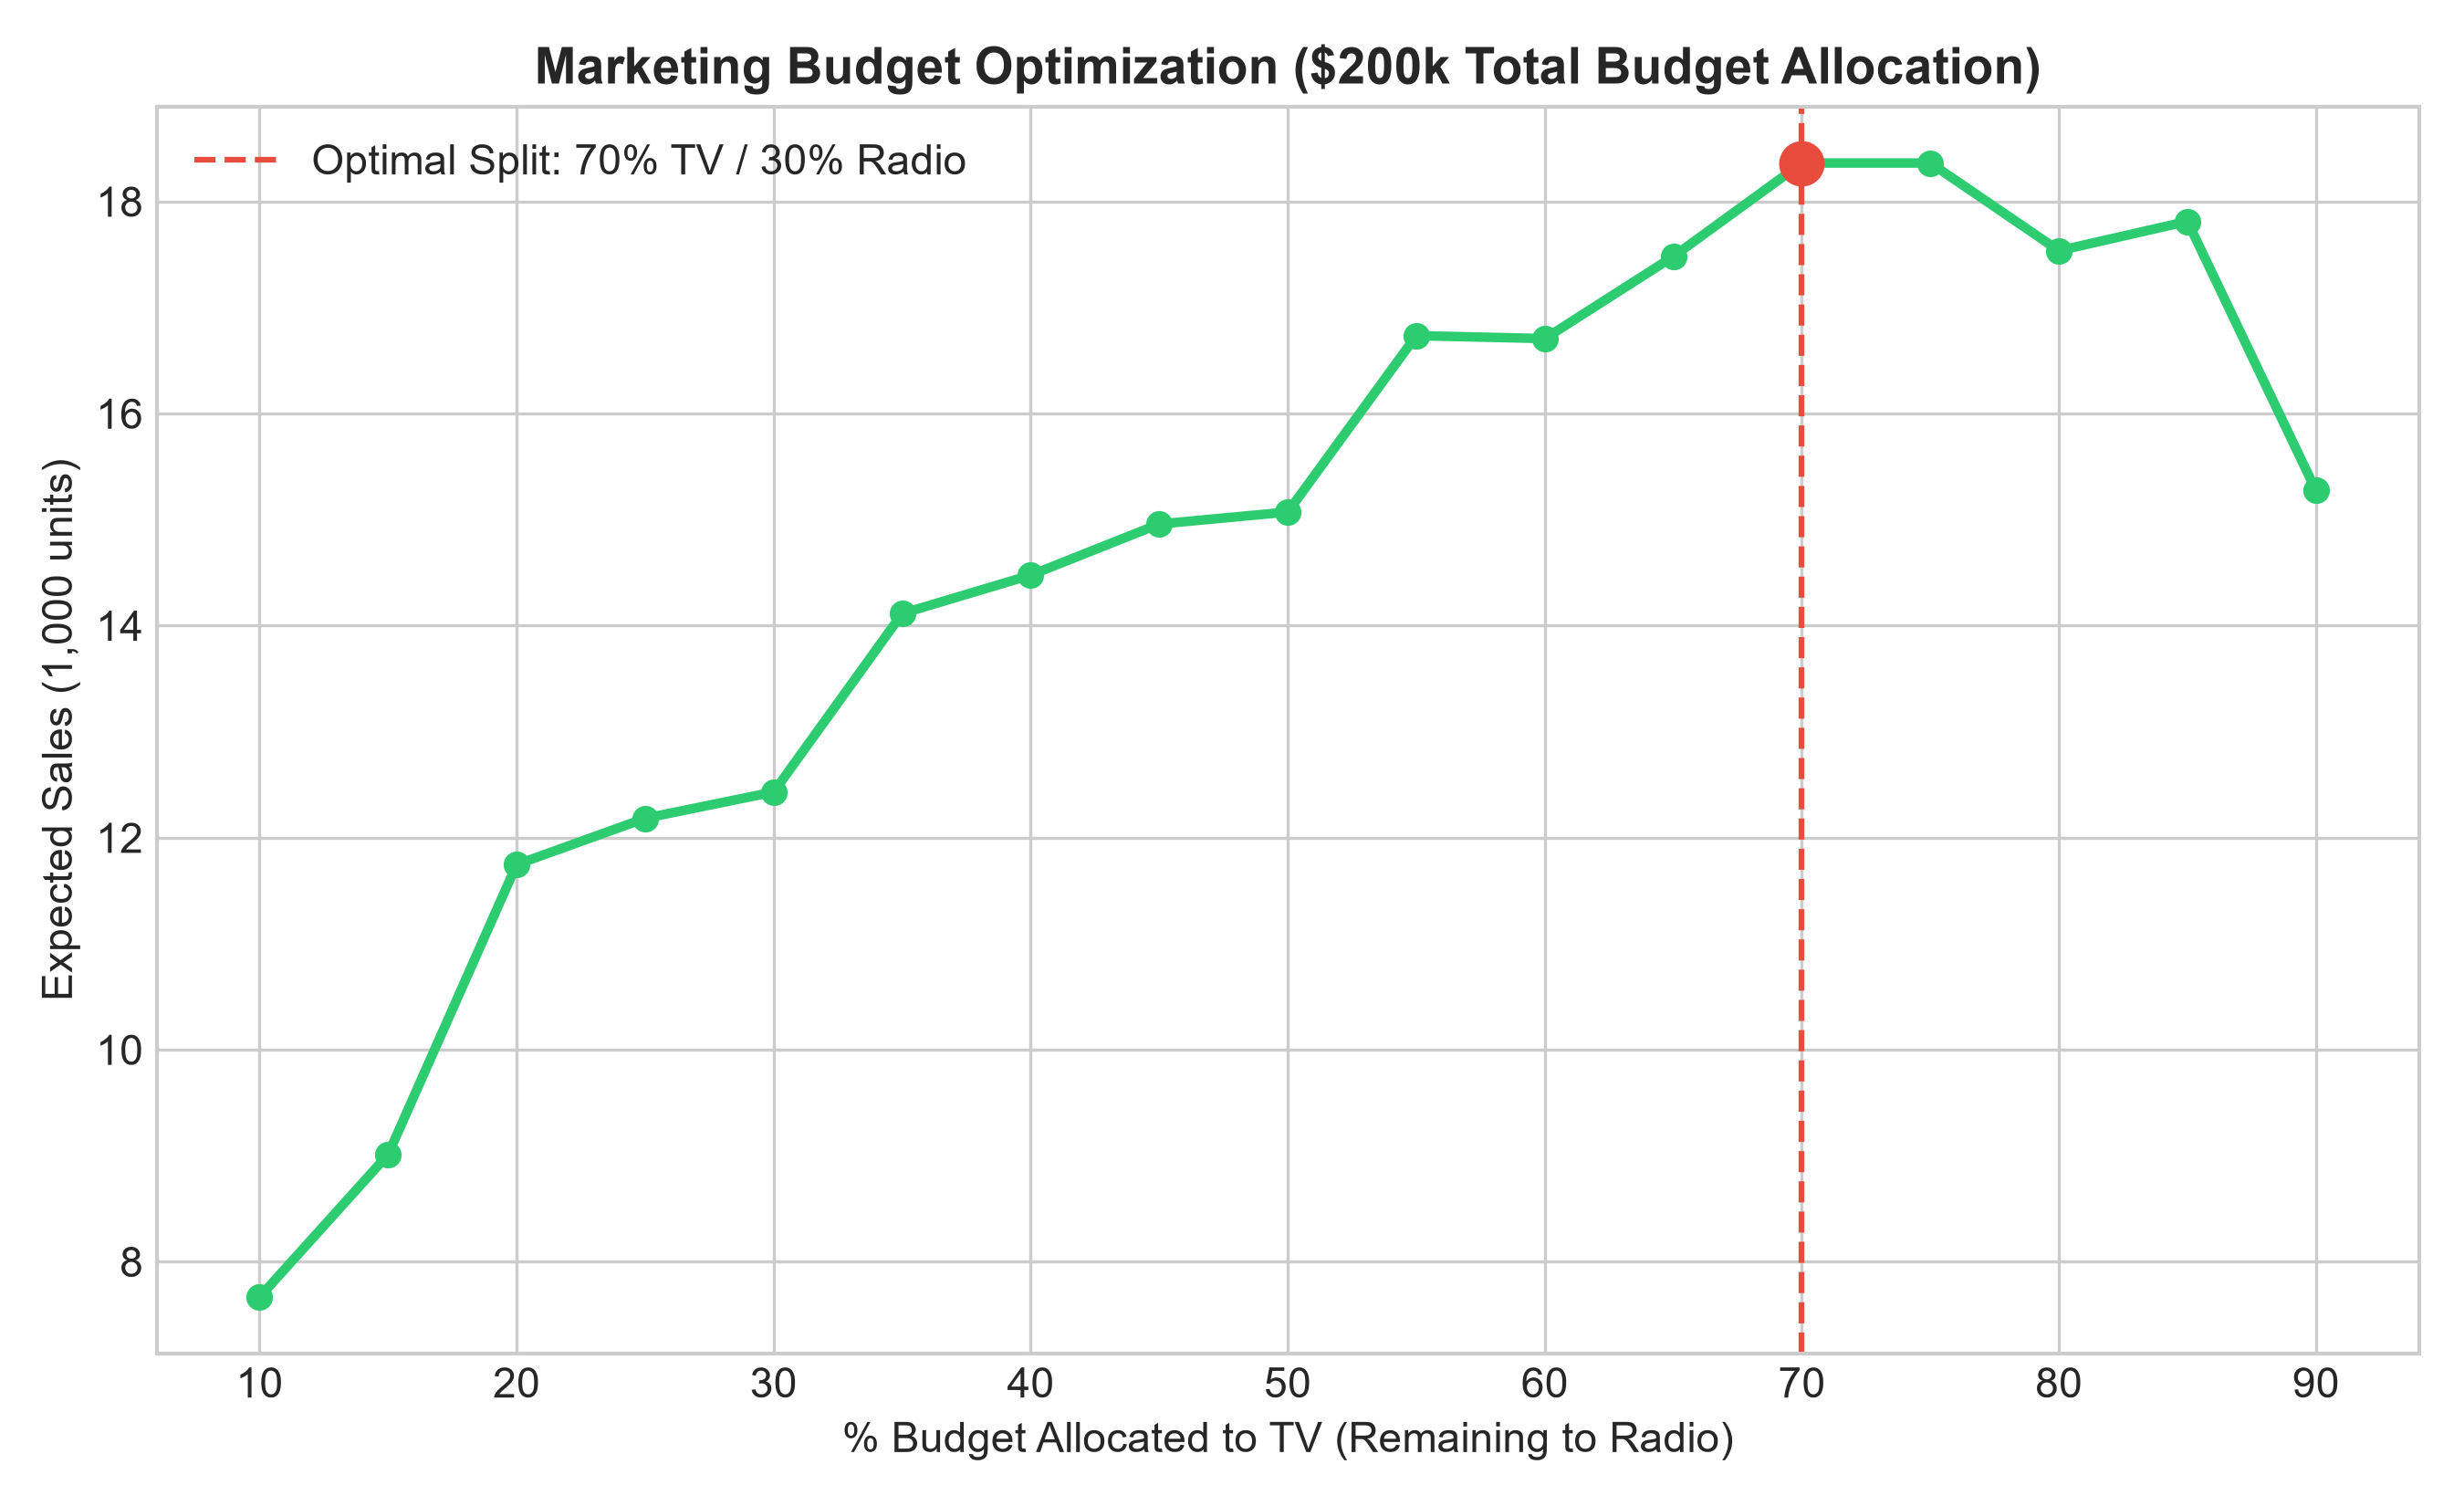 Marketing Budget Optimization ($200k Total Budget Allocation)
Optimal Split: 70% TV / 30% Radio
Expected Sales (1,000 units)
18
16
14
12
10
8
10 20 30 40 50 60 70 80 90
% Budget Allocated to TV (Remaining to Radio)